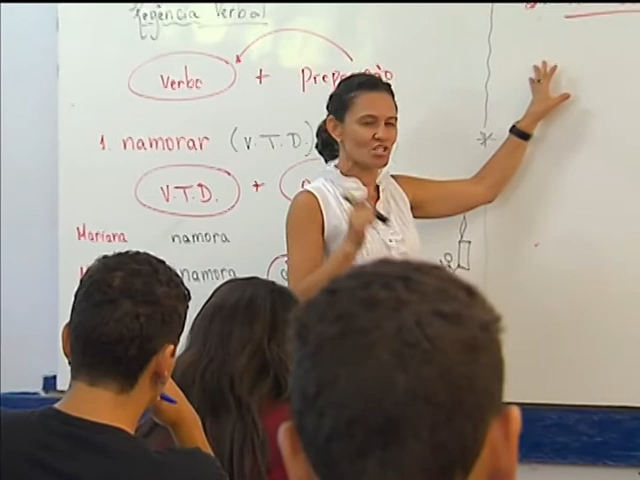 Regência Verbal
Verbo + Preposição
1. namorar (V.T.D.)
V.T.D. +
Mariana namora
namora